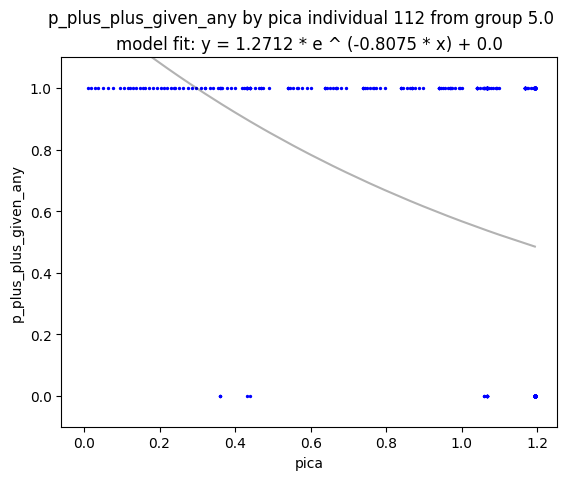 p_plus_plus_given_any by pica individual 112 from group 5.0
model fit: y = 1.2712 * e ^ (-0.8075 * x) + 0.0
p_plus_plus_given_any
1.0
0.8
0.6
0.4
0.2
0.0
0.0 0.2 0.4 0.6 0.8 1.0 1.2
pica